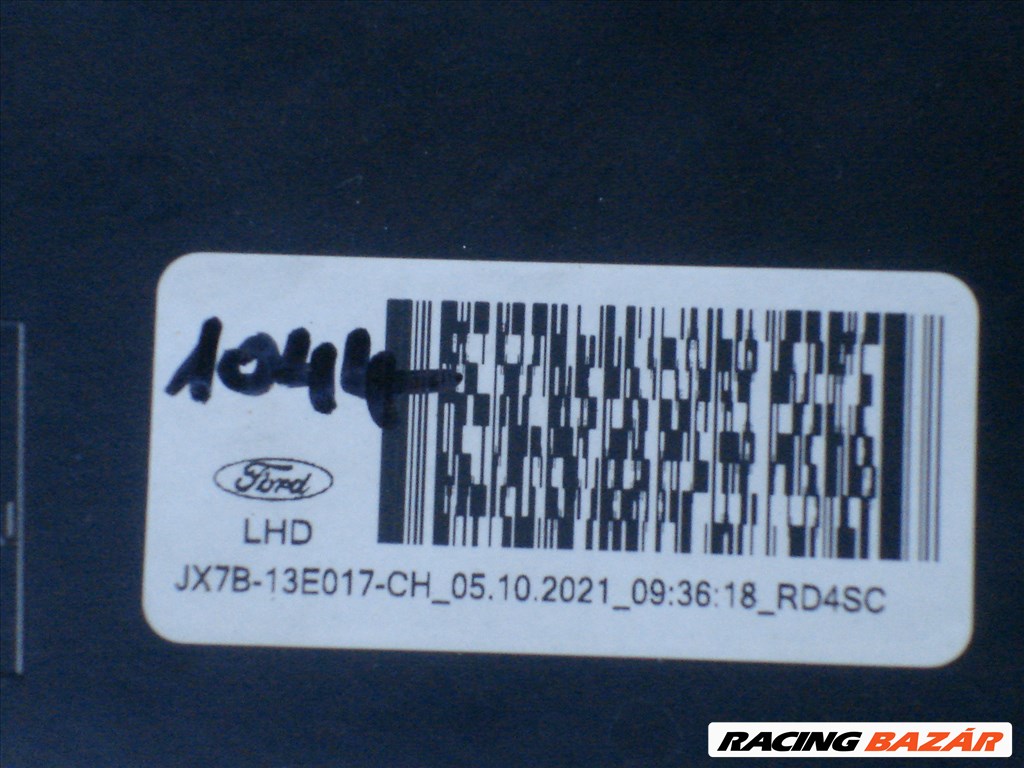 1044
Ford
LHD
JX7B-13E017-CH_05.10.2021_09:36:18_RD4SC
RACING BAZÁR